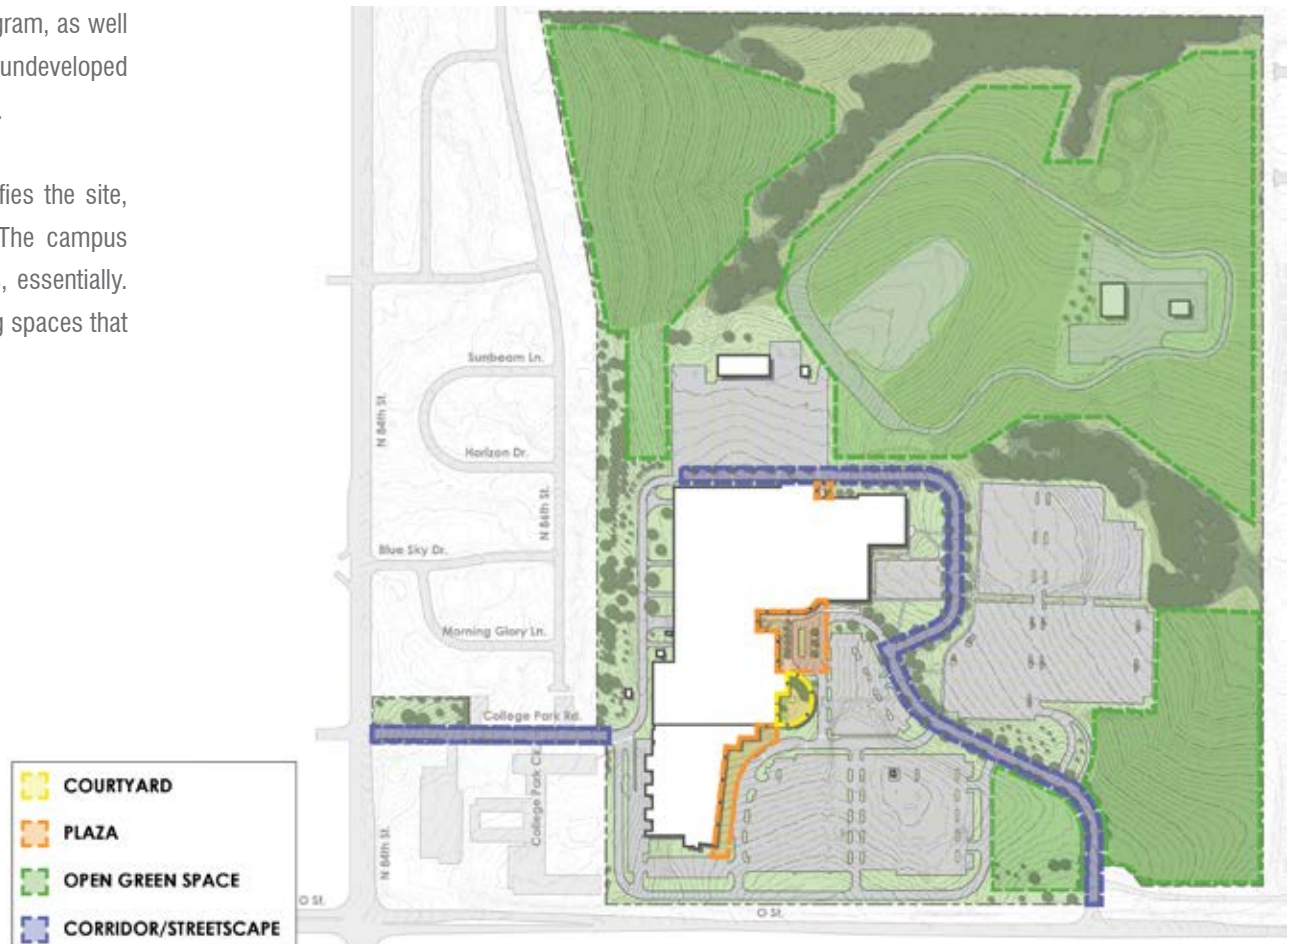 gram, as well
undeveloped
.
fies the site,
The campus
, essentially.
g spaces that
Sunbeam Ln.
N 84th St.
Horizon Dr.
N 86th St.
Blue Sky Dr.
Morning Glory Ln.
College Park Rd.
College Park Cir.
N 84th St.
O St.
O St.
COURTYARD
PLAZA
OPEN GREEN SPACE
CORRIDOR/STREETSCAPE